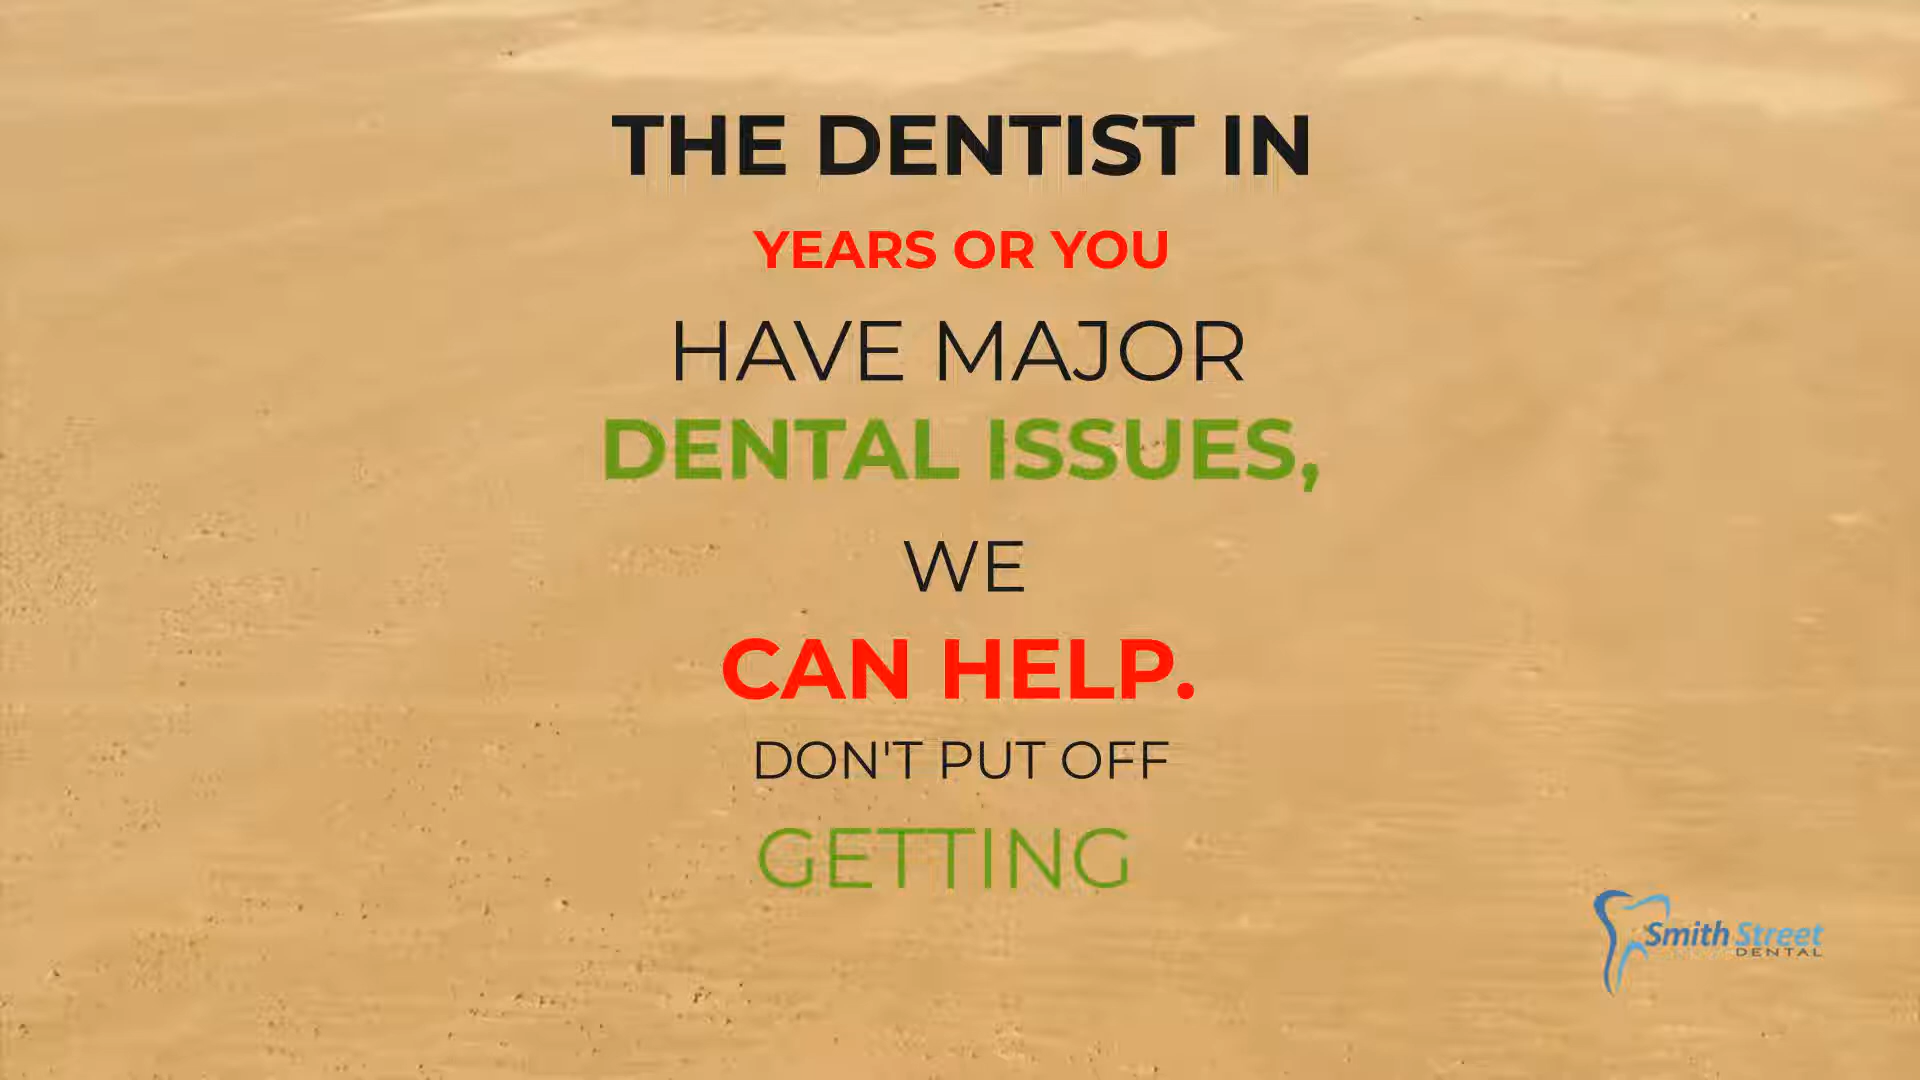 THE DENTIST IN
YEARS OR YOU
HAVE MAJOR
DENTAL ISSUES,
WE
CAN HELP.
DON'T PUT OFF
GETTING
Smith Street
DENTAL